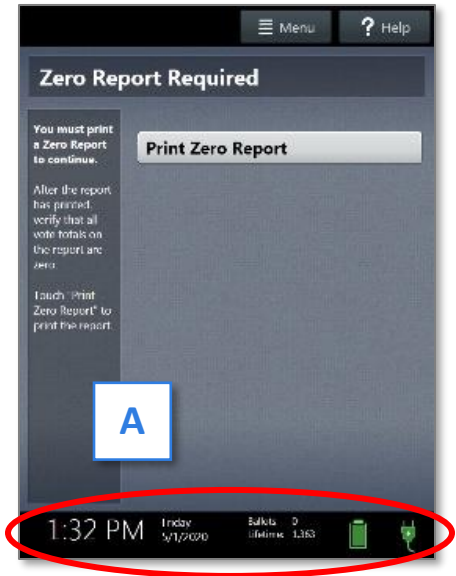 Menu
? Help
Zero Report Required
You must print
a Zero Report
to continue.
Print Zero Report
After the report
has printed,
verify that all
vote totals on
the report are
zero.
Touch "Print
Zero Report" to
print the report.
A
1:32 PM
Friday
5/1/2020
Ballots: 0
Lifetime: 1,363